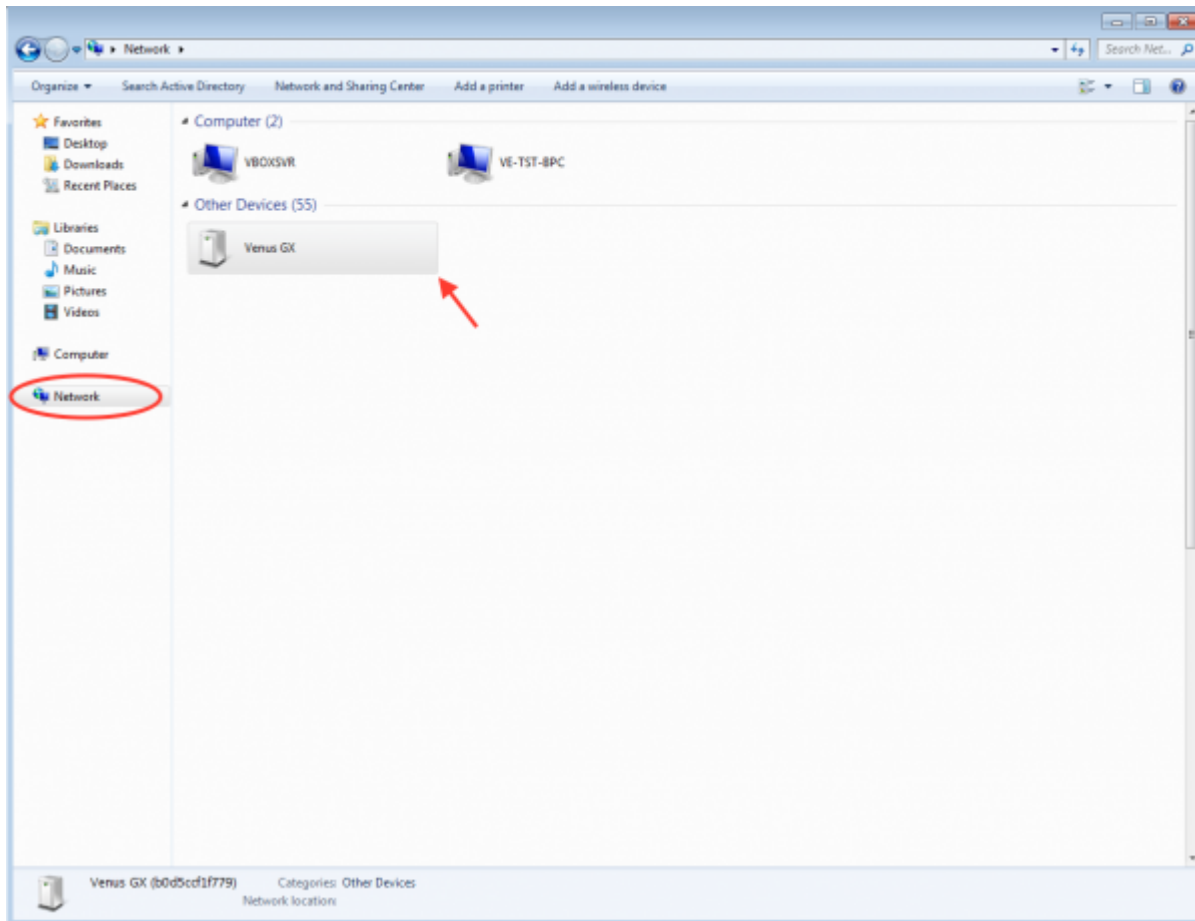 Network
Search Net...
Organize Search Active Directory Network and Sharing Center Add a printer Add a wireless device
Favorites
Desktop
Downloads
Recent Places
Libraries
Documents
Music
Pictures
Videos
Computer
Network
Computer (2)
VBOXSVR VE-TST-BPC
Other Devices (55)
Venus GX
Venus GX (b0d5ccf1f779) Categories: Other Devices
Network location: